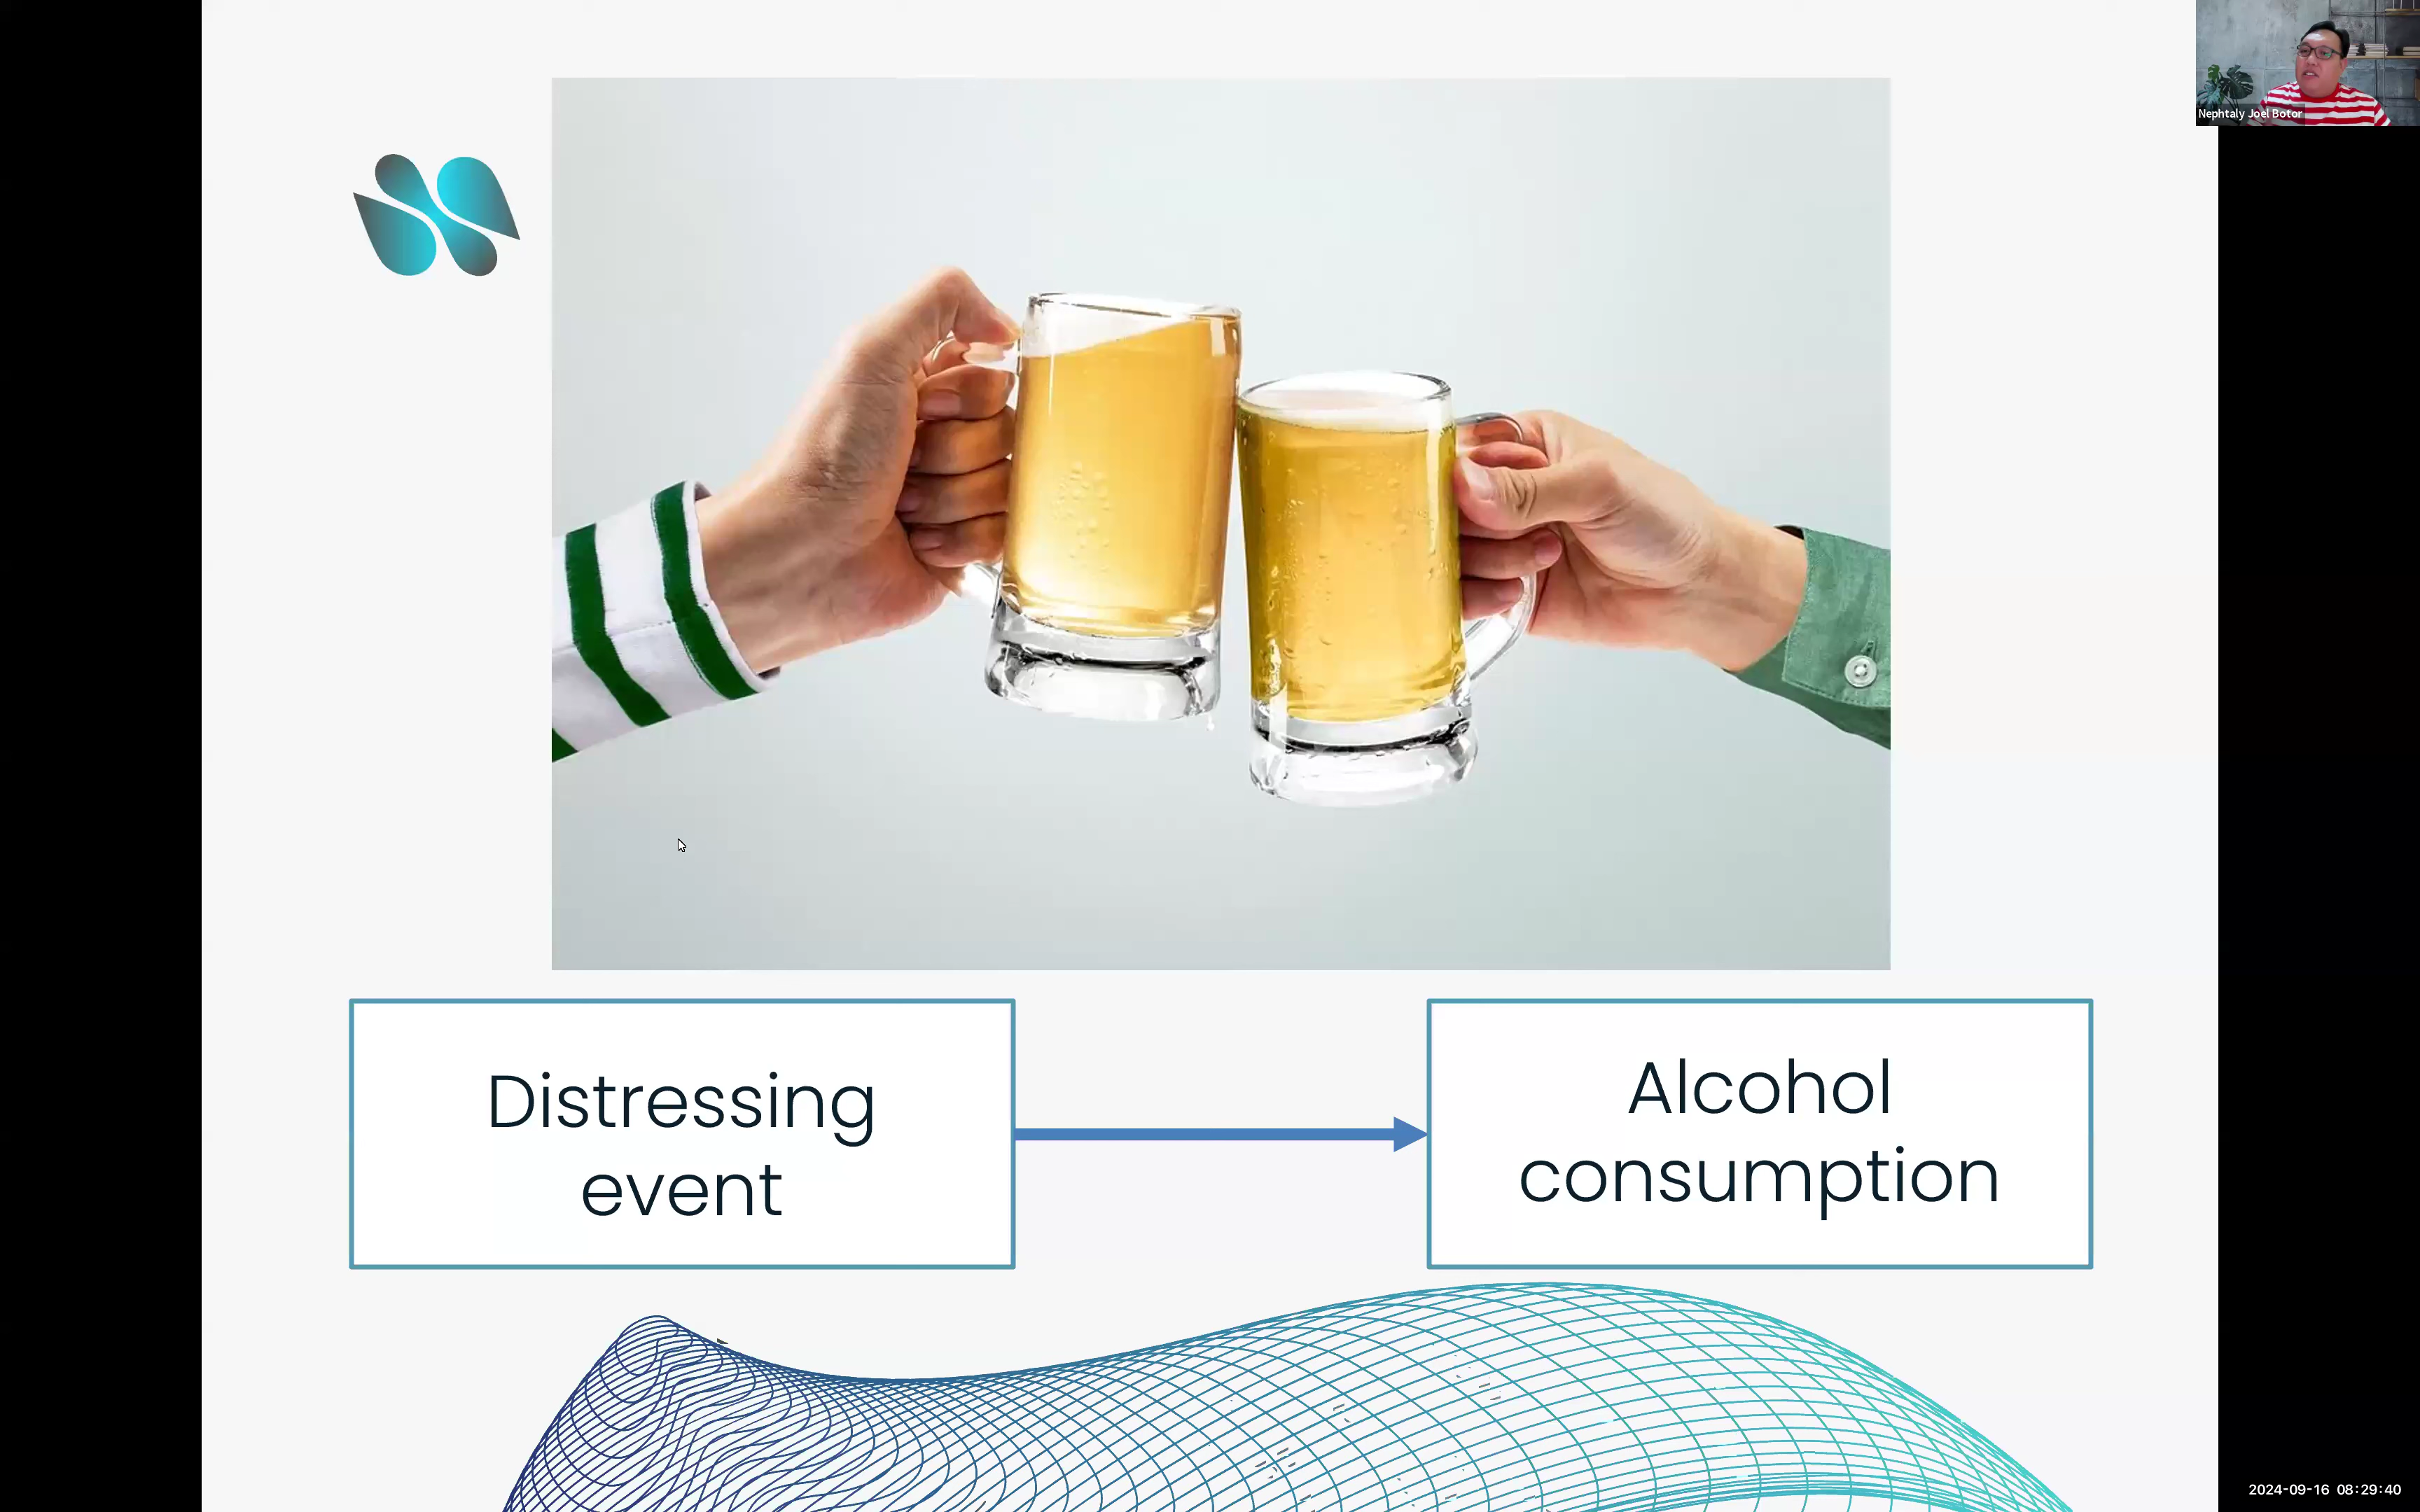 Nephtaly Joel Botor
Distressing
event
Alcohol
consumption
2024-09-16 08:29:40